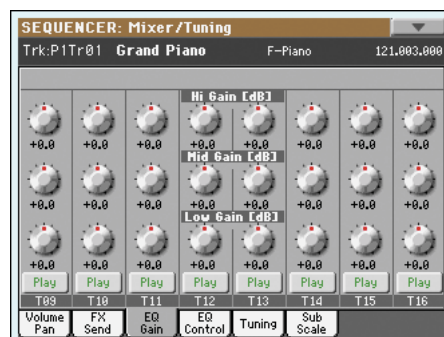 SEQUENCER: Mixer/Tuning
Trk:P1Tr01 Grand Piano F-Piano 121.003.000
Hi Gain [dB]
+0.0 +0.0 +0.0 +0.0 +0.0 +0.0 +0.0 +0.0
Mid Gain [dB]
+0.0 +0.0 +0.0 +0.0 +0.0 +0.0 +0.0 +0.0
Low Gain [dB]
+0.0 +0.0 +0.0 +0.0 +0.0 +0.0 +0.0 +0.0
Play Play Play Play Play Play Play Play
T09 T10 T11 T12 T13 T14 T15 T16
Volume Pan FX Send EQ Gain EQ Control Tuning Sub Scale